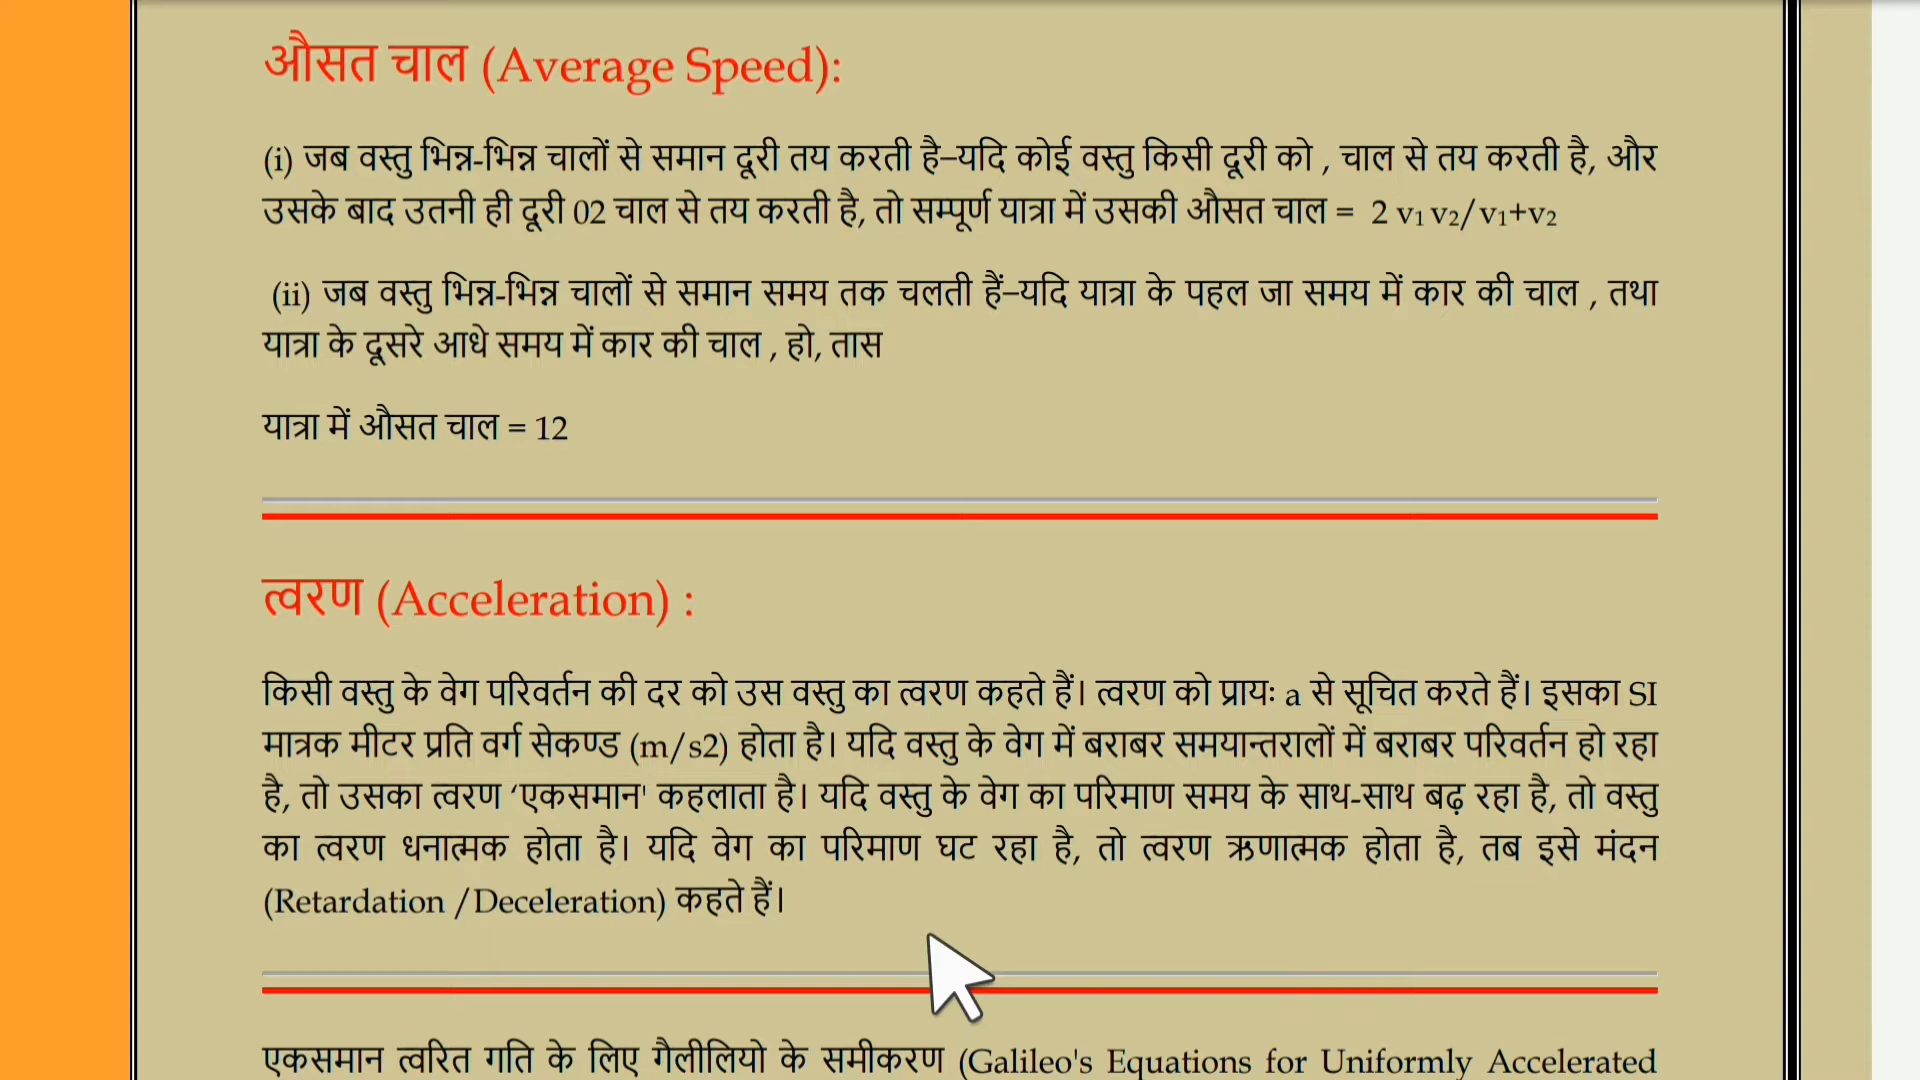 औसत चाल (Average Speed):
(i) जब वस्तु भिन्न-भिन्न चालों से समान दूरी तय करती है–यदि कोई वस्तु किसी दूरी को , चाल से तय करती है, और
उसके बाद उतनी ही दूरी 02 चाल से तय करती है, तो सम्पूर्ण यात्रा में उसकी औसत चाल = 2 v₁ v₂/v₁+v₂
(ii) जब वस्तु भिन्न-भिन्न चालों से समान समय तक चलती हैं–यदि यात्रा के पहल जा समय में कार की चाल , तथा
यात्रा के दूसरे आधे समय में कार की चाल , हो, तास
यात्रा में औसत चाल = 12
त्वरण (Acceleration) :
किसी वस्तु के वेग परिवर्तन की दर को उस वस्तु का त्वरण कहते हैं। त्वरण को प्रायः a से सूचित करते हैं। इसका SI
मात्रक मीटर प्रति वर्ग सेकण्ड (m/s2) होता है। यदि वस्तु के वेग में बराबर समयान्तरालों में बराबर परिवर्तन हो रहा
है, तो उसका त्वरण ‘एकसमान' कहलाता है। यदि वस्तु के वेग का परिमाण समय के साथ-साथ बढ़ रहा है, तो वस्तु
का त्वरण धनात्मक होता है। यदि वेग का परिमाण घट रहा है, तो त्वरण ऋणात्मक होता है, तब इसे मंदन
(Retardation /Deceleration) कहते हैं।
एकसमान त्वरित गति के लिए गैलीलियो के समीकरण (Galileo's Equations for Uniformly Accelerated